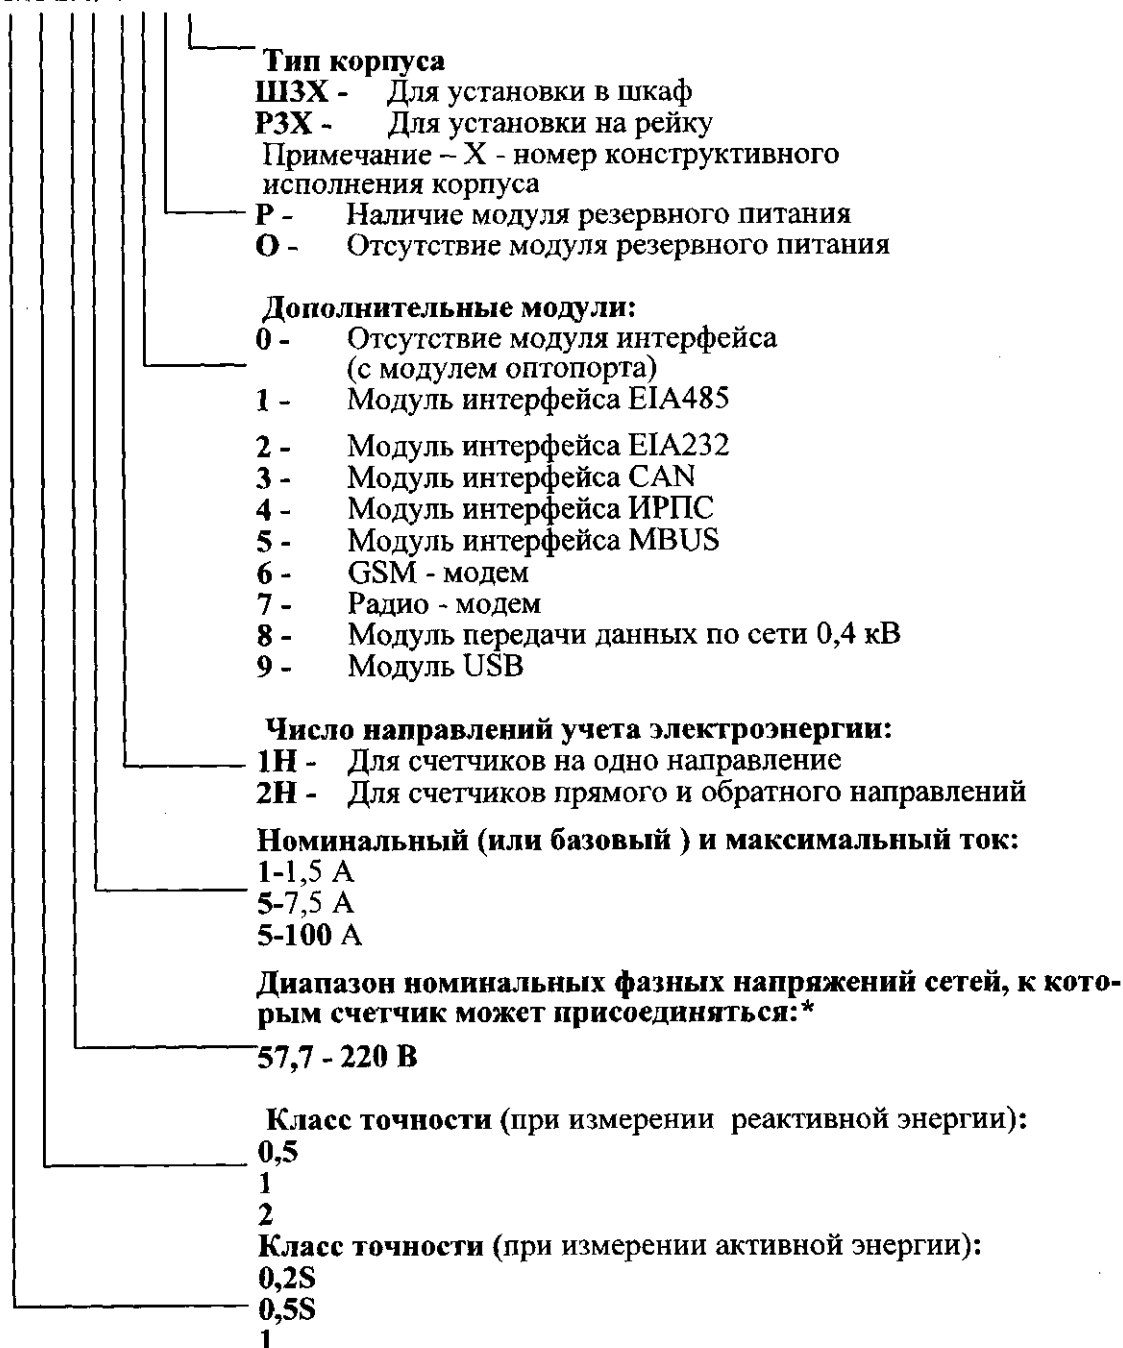 Тип корпуса
ШЗХ - Для установки в шкаф
РЗХ - Для установки на рейку
Примечание – Х - номер конструктивного
исполнения корпуса
Р - Наличие модуля резервного питания
О - Отсутствие модуля резервного питания
Дополнительные модули:
0 - Отсутствие модуля интерфейса
(с модулем оптопорта)
1 - Модуль интерфейса EIA485
2 - Модуль интерфейса EIA232
3 - Модуль интерфейса CAN
4 - Модуль интерфейса ИРПС
5 - Модуль интерфейса MBUS
6 - GSM - модем
7 - Радио - модем
8 - Модуль передачи данных по сети 0,4 кВ
9 - Модуль USB
Число направлений учета электроэнергии:
1Н - Для счетчиков на одно направление
2Н - Для счетчиков прямого и обратного направлений
Номинальный (или базовый ) и максимальный ток:
1-1,5 А
5-7,5 А
5-100 А
Диапазон номинальных фазных напряжений сетей, к кото-
рым счетчик может присоединяться:*
57,7 - 220 В
Класс точности (при измерении реактивной энергии):
0,5
1
2
Класс точности (при измерении активной энергии):
0,2S
0,5S
1